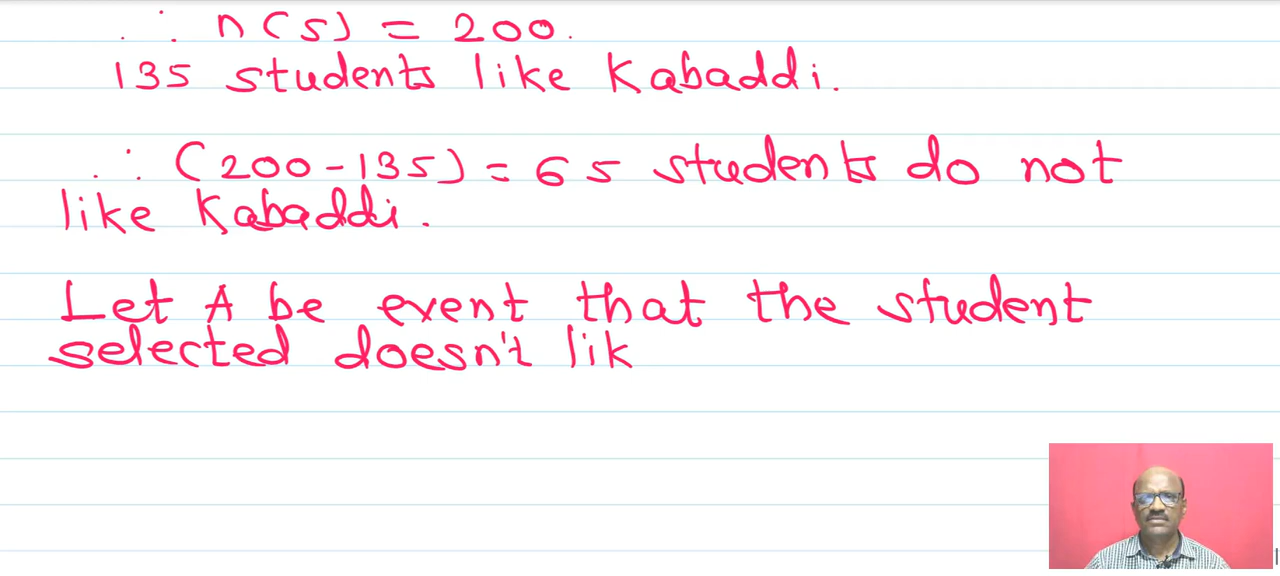 ∴ n(S) = 200.
135 students like Kabaddi.
∴ (200-135) = 65 students do not
like Kabaddi.
Let A be event that the student
selected doesn't lik